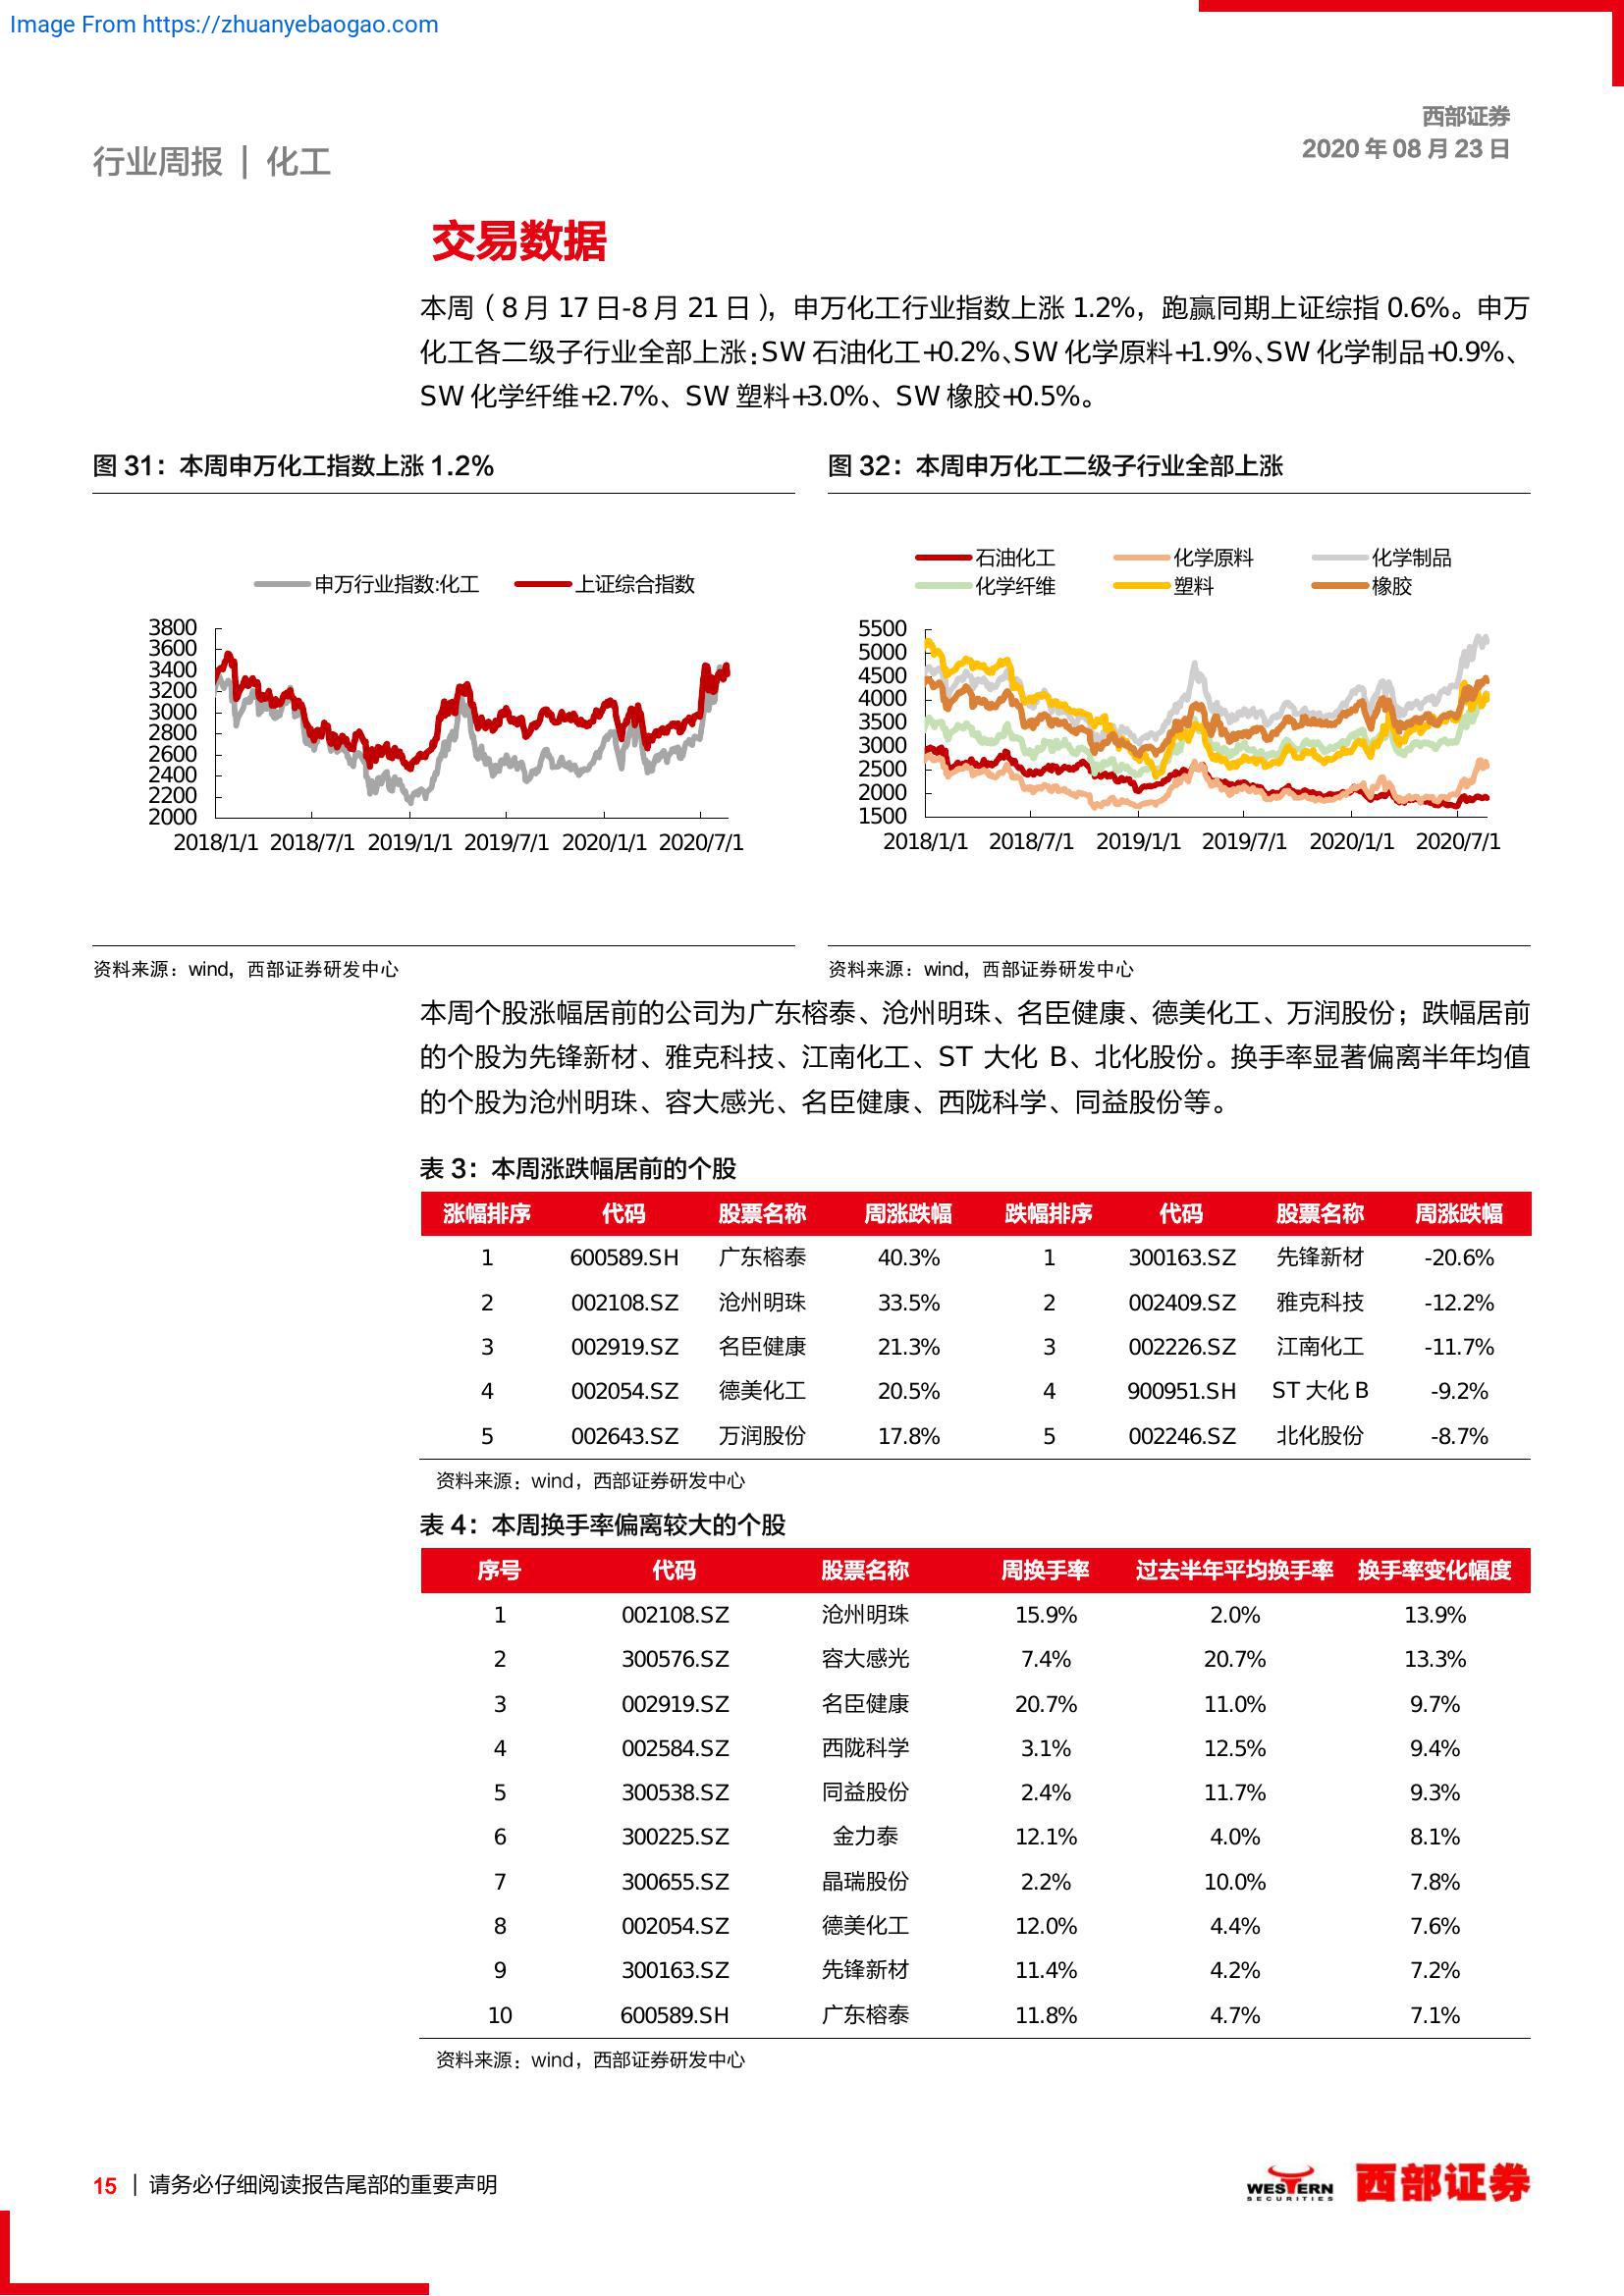 Image From https://zhuanyebaogao.com
西部证券
2020 年 08 月 23 日
行业周报 | 化工
交易数据
本周（8 月 17 日-8 月 21 日），申万化工行业指数上涨 1.2%，跑赢同期上证综指 0.6%。申万
化工各二级子行业全部上涨：SW 石油化工+0.2%、SW 化学原料+1.9%、SW 化学制品+0.9%、
SW 化学纤维+2.7%、SW 塑料+3.0%、SW 橡胶+0.5%。
图 31：本周申万化工指数上涨 1.2%
申万行业指数:化工 上证综合指数
3800
3600
3400
3200
3000
2800
2600
2400
2200
2000
2018/1/1 2018/7/1 2019/1/1 2019/7/1 2020/1/1 2020/7/1
资料来源：wind，西部证券研发中心
图 32：本周申万化工二级子行业全部上涨
石油化工 化学原料 化学制品
化学纤维 塑料 橡胶
5500
5000
4500
4000
3500
3000
2500
2000
1500
2018/1/1 2018/7/1 2019/1/1 2019/7/1 2020/1/1 2020/7/1
资料来源：wind，西部证券研发中心
本周个股涨幅居前的公司为广东榕泰、沧州明珠、名臣健康、德美化工、万润股份；跌幅居前
的个股为先锋新材、雅克科技、江南化工、ST 大化 B、北化股份。换手率显著偏离半年均值
的个股为沧州明珠、容大感光、名臣健康、西陇科学、同益股份等。
表 3：本周涨跌幅居前的个股
涨幅排序 代码 股票名称 周涨跌幅 跌幅排序 代码 股票名称 周涨跌幅
1 600589.SH 广东榕泰 40.3% 1 300163.SZ 先锋新材 -20.6%
2 002108.SZ 沧州明珠 33.5% 2 002409.SZ 雅克科技 -12.2%
3 002919.SZ 名臣健康 21.3% 3 002226.SZ 江南化工 -11.7%
4 002054.SZ 德美化工 20.5% 4 900951.SH ST 大化 B -9.2%
5 002643.SZ 万润股份 17.8% 5 002246.SZ 北化股份 -8.7%
资料来源：wind，西部证券研发中心
表 4：本周换手率偏离较大的个股
序号 代码 股票名称 周换手率 过去半年平均换手率 换手率变化幅度
1 002108.SZ 沧州明珠 15.9% 2.0% 13.9%
2 300576.SZ 容大感光 7.4% 20.7% 13.3%
3 002919.SZ 名臣健康 20.7% 11.0% 9.7%
4 002584.SZ 西陇科学 3.1% 12.5% 9.4%
5 300538.SZ 同益股份 2.4% 11.7% 9.3%
6 300225.SZ 金力泰 12.1% 4.0% 8.1%
7 300655.SZ 晶瑞股份 2.2% 10.0% 7.8%
8 002054.SZ 德美化工 12.0% 4.4% 7.6%
9 300163.SZ 先锋新材 11.4% 4.2% 7.2%
10 600589.SH 广东榕泰 11.8% 4.7% 7.1%
资料来源：wind，西部证券研发中心
15 | 请务必仔细阅读报告尾部的重要声明
WESTERN
SECURITIES
西部证券